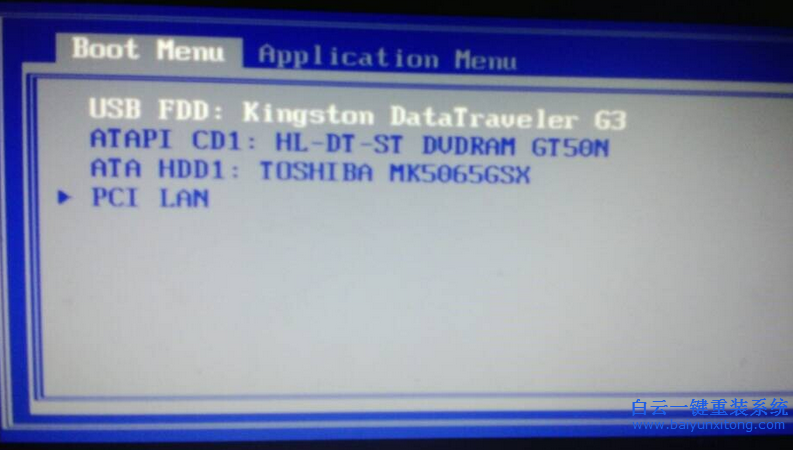 Boot Menu Application Menu
USB FDD: Kingston DataTraveler G3
ATAPI CD1: HL-DT-ST DVDRAM GT50N
ATA HDD1: TOSHIBA MK5065GSX
PCI LAN
白云一键重装系统
www.baiyunxitong.com